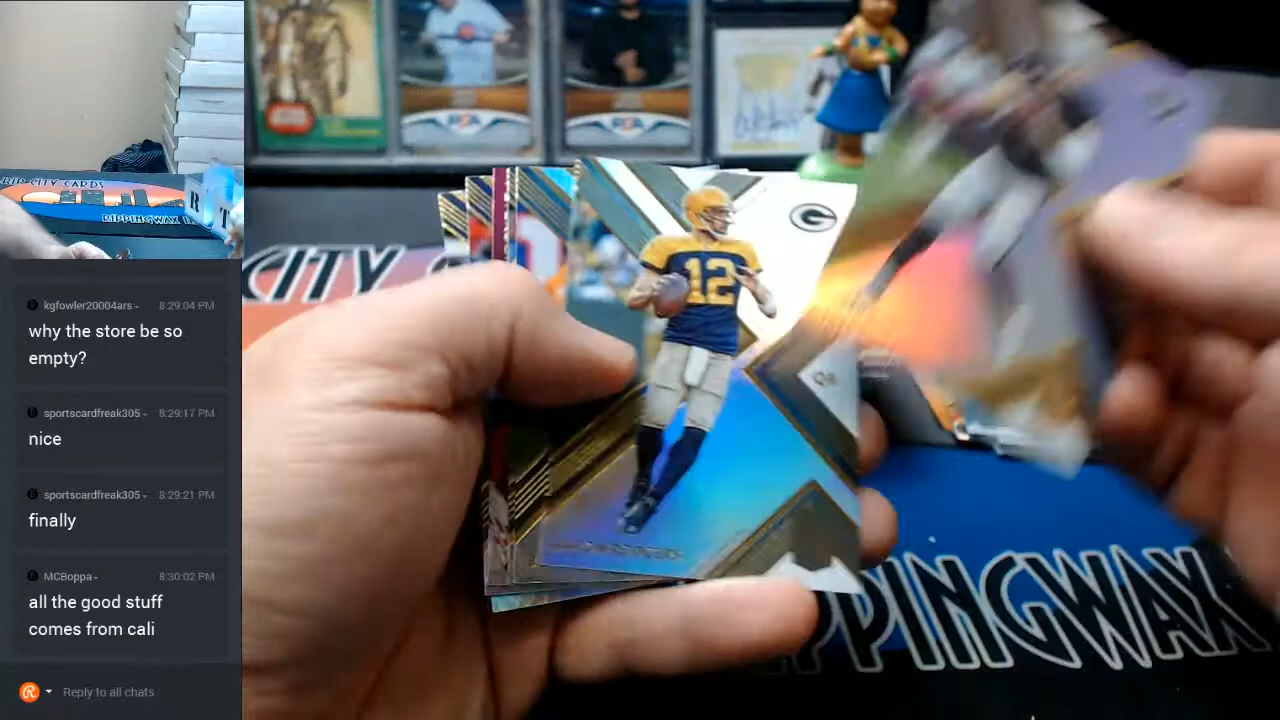 RIP CITY CARDS
RIPPINGWAX
R
T
kgfowler20004ars - 8:29:04 PM
why the store be so
empty?
sportscardfreak305 - 8:29:17 PM
nice
sportscardfreak305 - 8:29:21 PM
finally
MCBoppa - 8:30:02 PM
all the good stuff
comes from cali
Reply to all chats
CITY
G
12
QB
PPINGWAX